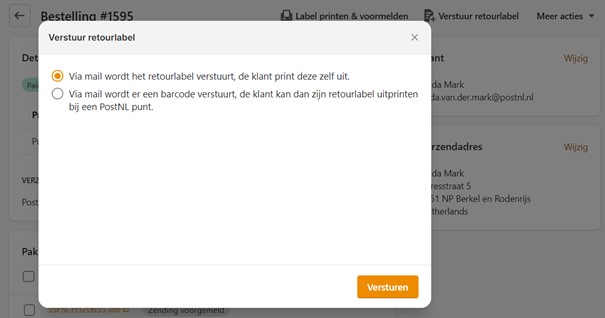 Bestelling #1595
Label printen & voormelden
Verstuur retourlabel
Meer acties
Verstuur retourlabel
Via mail wordt het retourlabel verstuurt, de klant print deze zelf uit.
Via mail wordt er een barcode verstuurt, de klant kan dan zijn retourlabel uitprinten
bij een PostNL punt.
Versturen
Det
Paid
P
P
VERZ
Post
Pak
Zending voorgemeld
ant
Wijzig
da Mark
da.van.der.mark@postnl.nl
rzendadres
Wijzig
da Mark
resstraat 5
51 NP Berkel en Rodenrijs
therlands